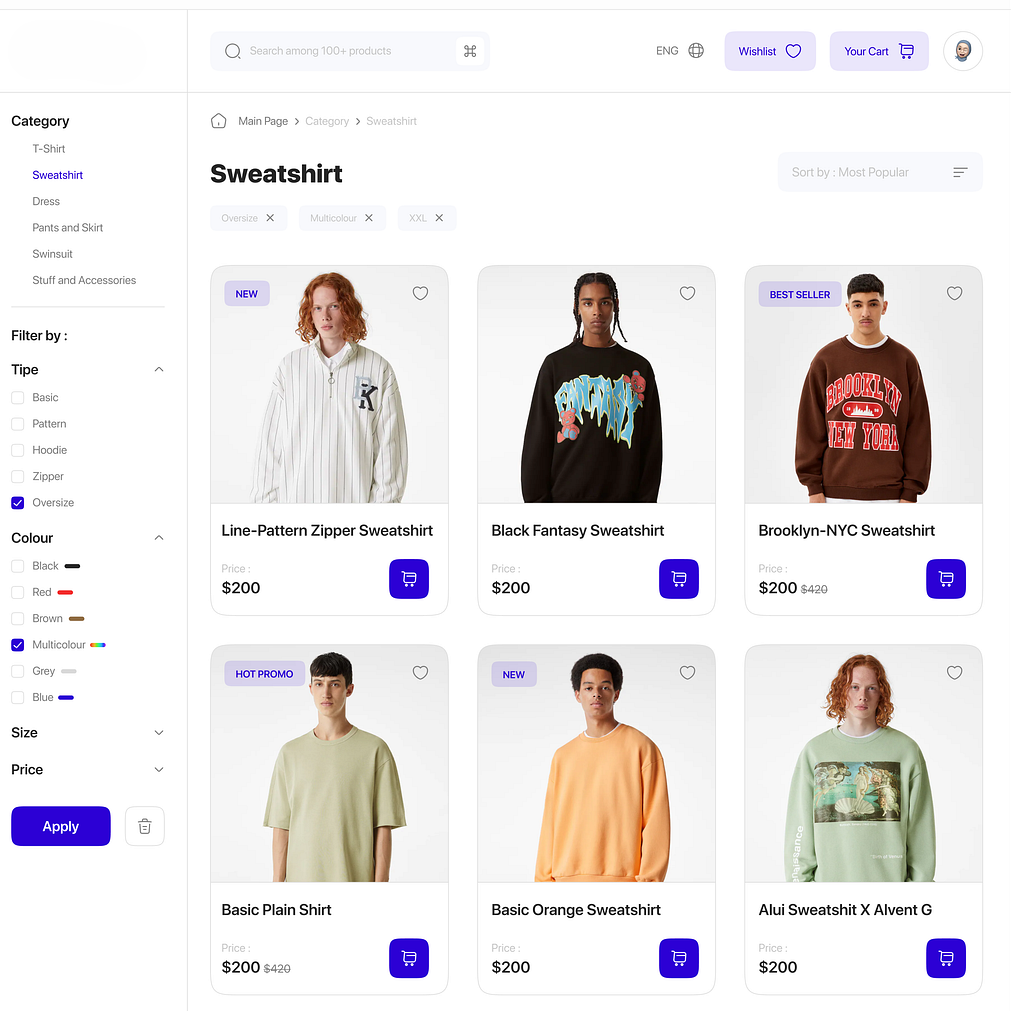 Search among 100+ products
⌘
ENG
Wishlist
Your Cart
Category
T-Shirt
Sweatshirt
Dress
Pants and Skirt
Swinsuit
Stuff and Accessories
Filter by :
Tipe
Basic
Pattern
Hoodie
Zipper
Oversize
Colour
Black
Red
Brown
Multicolour
Grey
Blue
Size
Price
Apply
Main Page > Category > Sweatshirt
Sweatshirt
Sort by : Most Popular
Oversize ×
Multicolour ×
XXL ×
NEW
K
Line-Pattern Zipper Sweatshirt
Price :
$200
FANTASY
Black Fantasy Sweatshirt
Price :
$200
BEST SELLER
BROOKLYN
NEW YORK
Brooklyn-NYC Sweatshirt
Price :
$200 $420
HOT PROMO
Basic Plain Shirt
Price :
$200 $420
NEW
Basic Orange Sweatshirt
Price :
$200
Alui Sweatshit X Alvent G
Price :
$200